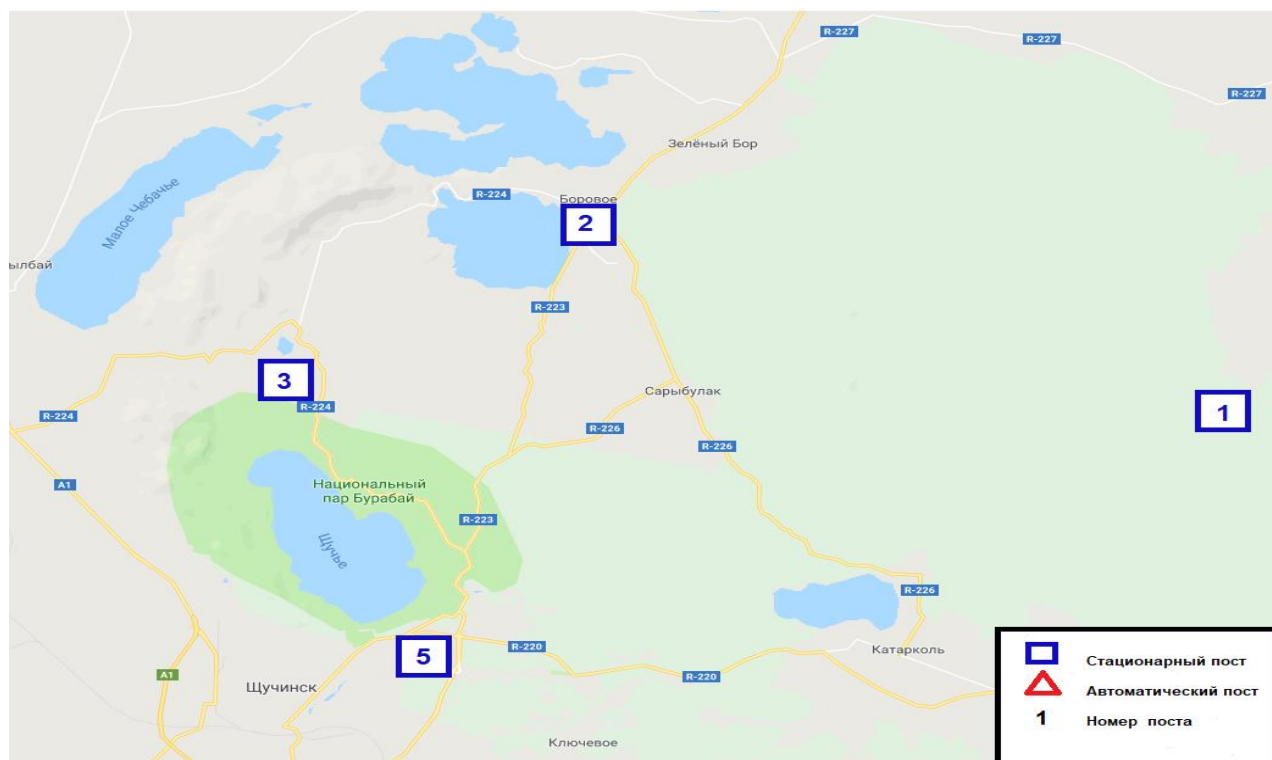 R-227
R-227
R-227
Зелёный Бор
Малое Чебачье
R-224
Боровое
2
ылбай
R-223
3
R-224
Сарыбулак
1
R-224
R-226
R-226
A1
Национальный
пар Бурабай
R-223
Щучье
R-226
5
R-220
Катарколь
A1
R-220
Щучинск
Ключевое
Стационарный пост
Автоматический пост
1 Номер поста